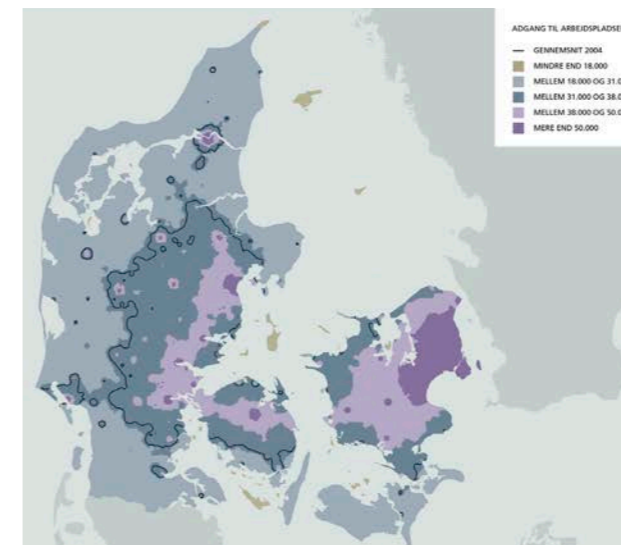 ADGANG TIL ARBEJDSPLADSE
GENNEMSNIT 2004
MINDRE END 18.000
MELLEM 18.000 OG 31.0
MELLEM 31.000 OG 38.0
MELLEM 38.000 OG 50.0
MERE END 50.000